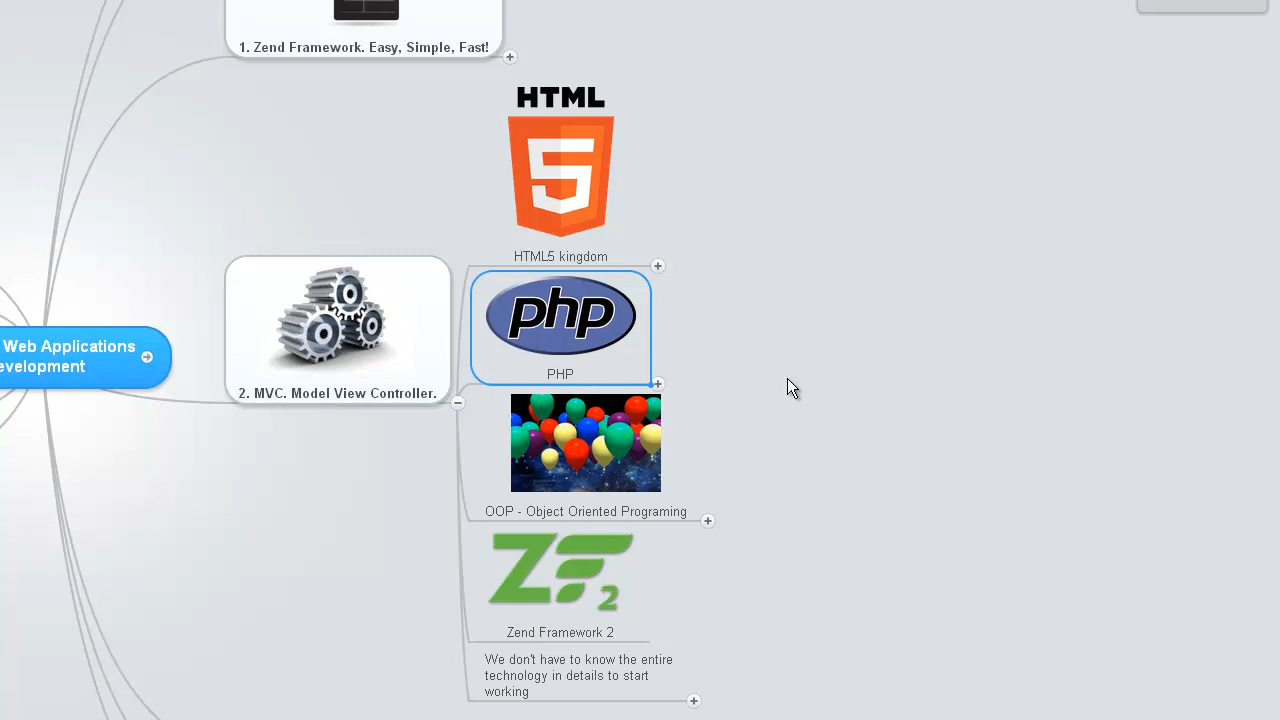 1. Zend Framework. Easy, Simple, Fast!
HTML
5
HTML5 kingdom
php
PHP
Web Applications
evelopment
2. MVC. Model View Controller.
OOP - Object Oriented Programing
ZF2
Zend Framework 2
We don't have to know the entire
technology in details to start
working